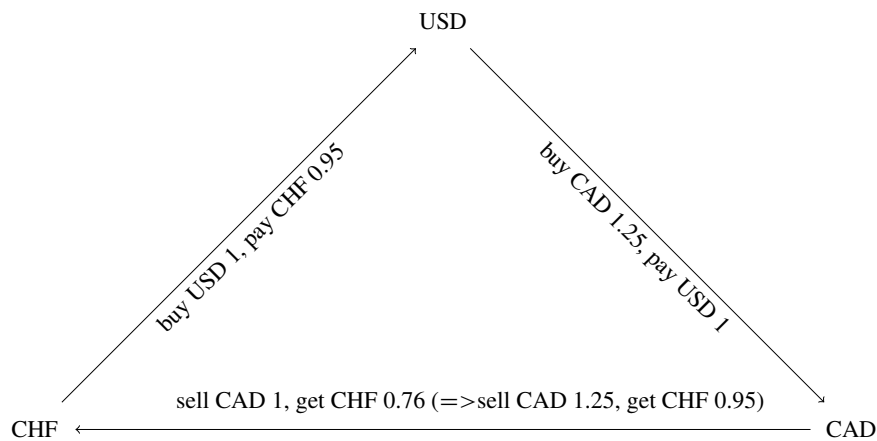 USD
buy USD 1, pay CHF 0.95
buy CAD 1.25, pay USD 1
sell CAD 1, get CHF 0.76 (=>sell CAD 1.25, get CHF 0.95)
CHF
CAD